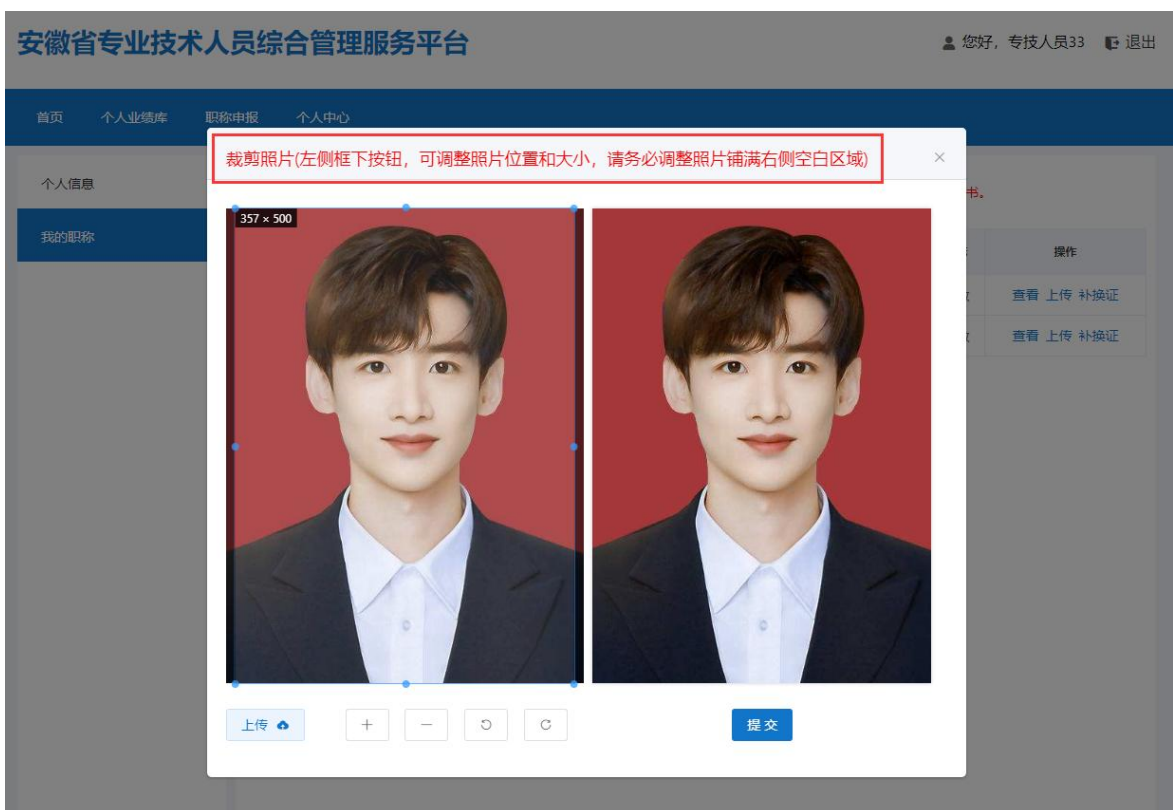 安徽省专业技术人员综合管理服务平台
您好，专技人员33 退出
首页 个人业绩库 职称申报 个人中心
裁剪照片(左侧框下按钮，可调整照片位置和大小，请务必调整照片铺满右侧空白区域)
个人信息
书。
357 × 500
我的职称
操作
查看 上传 补换证
查看 上传 补换证
上传
提交